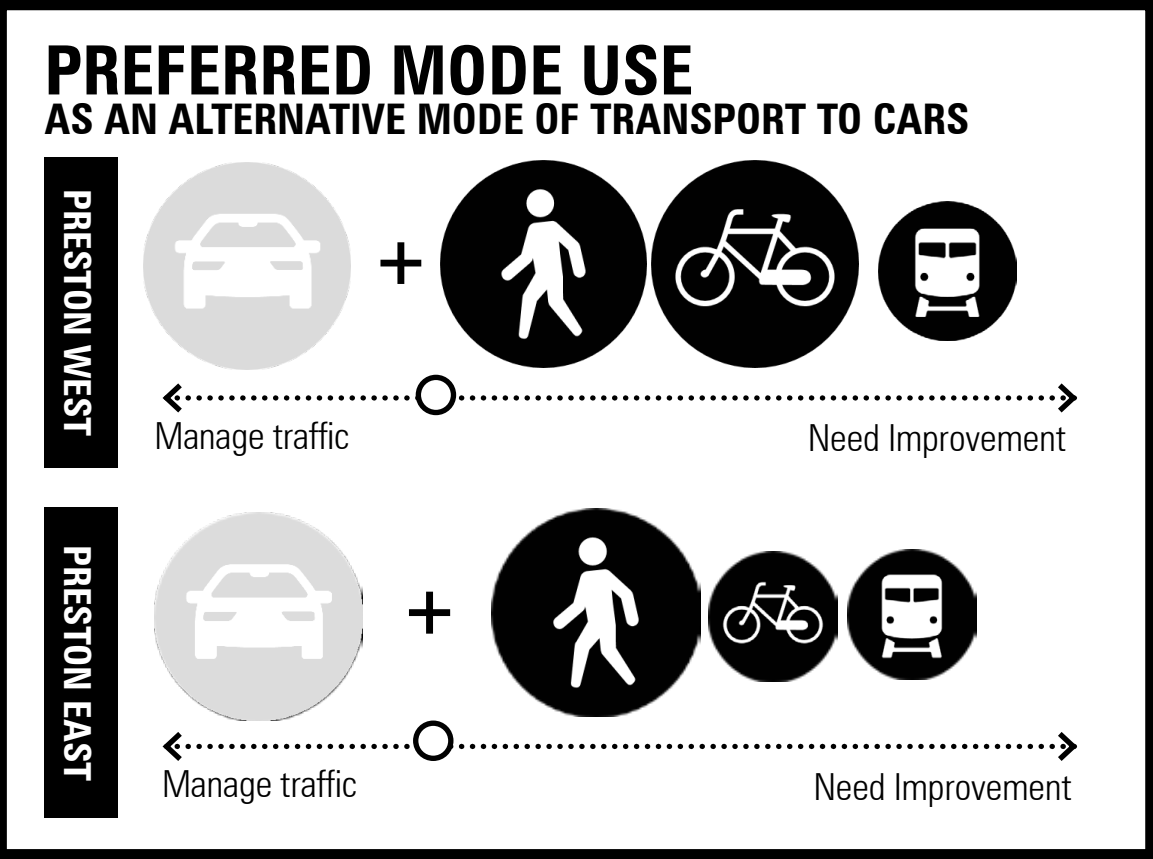 PREFERRED MODE USE
AS AN ALTERNATIVE MODE OF TRANSPORT TO CARS
PRESTON WEST
+
Manage traffic
Need Improvement
PRESTON EAST
+
Manage traffic
Need Improvement